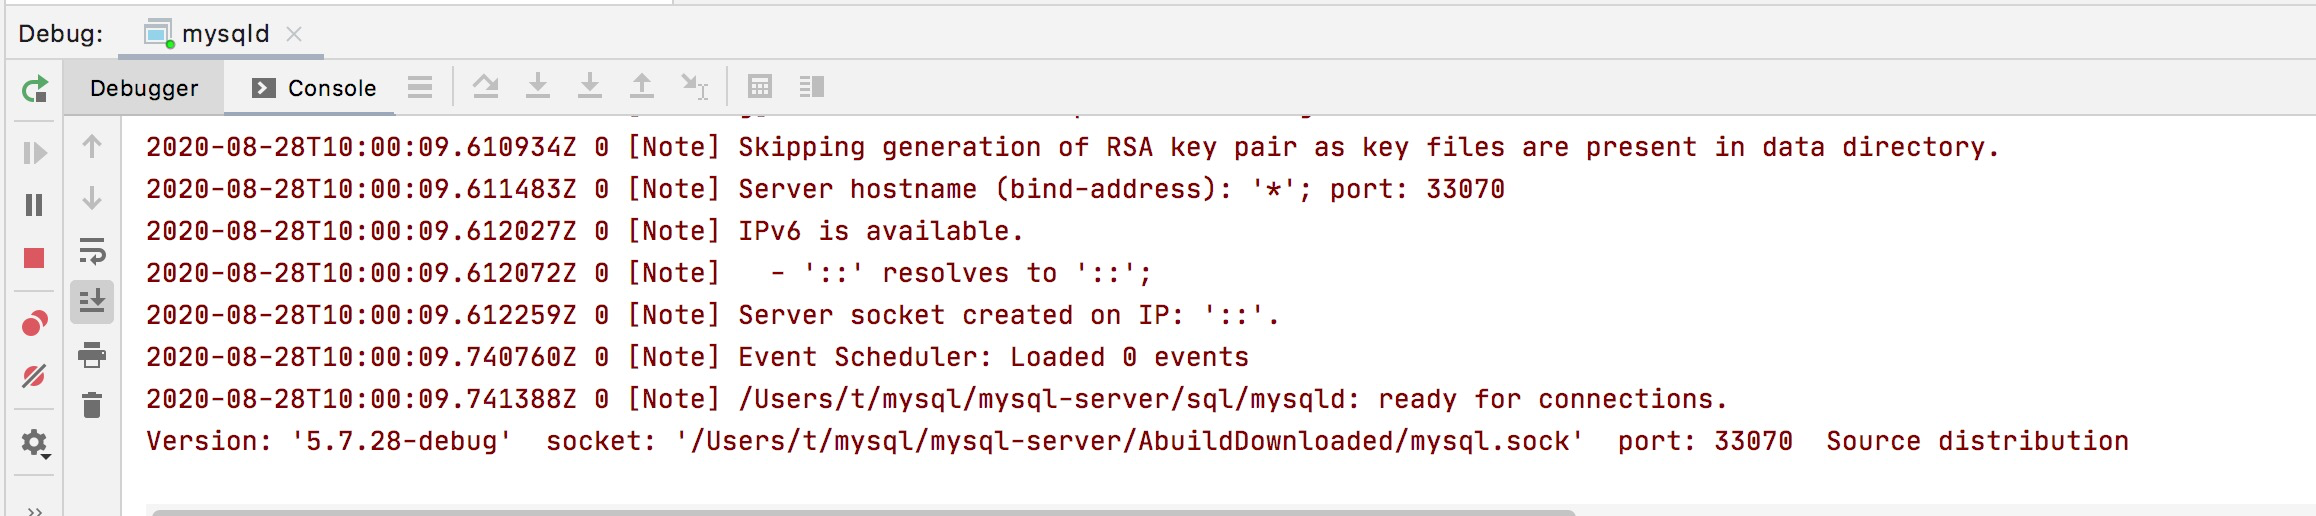 Debug: mysqld
Debugger Console
2020-08-28T10:00:09.610934Z 0 [Note] Skipping generation of RSA key pair as key files are present in data directory.
2020-08-28T10:00:09.611483Z 0 [Note] Server hostname (bind-address): '*'; port: 33070
2020-08-28T10:00:09.612027Z 0 [Note] IPv6 is available.
2020-08-28T10:00:09.612072Z 0 [Note]   - '::' resolves to '::';
2020-08-28T10:00:09.612259Z 0 [Note] Server socket created on IP: '::'.
2020-08-28T10:00:09.740760Z 0 [Note] Event Scheduler: Loaded 0 events
2020-08-28T10:00:09.741388Z 0 [Note] /Users/t/mysql/mysql-server/sql/mysqld: ready for connections.
Version: '5.7.28-debug'  socket: '/Users/t/mysql/mysql-server/AbuildDownloaded/mysql.sock'  port: 33070  Source distribution